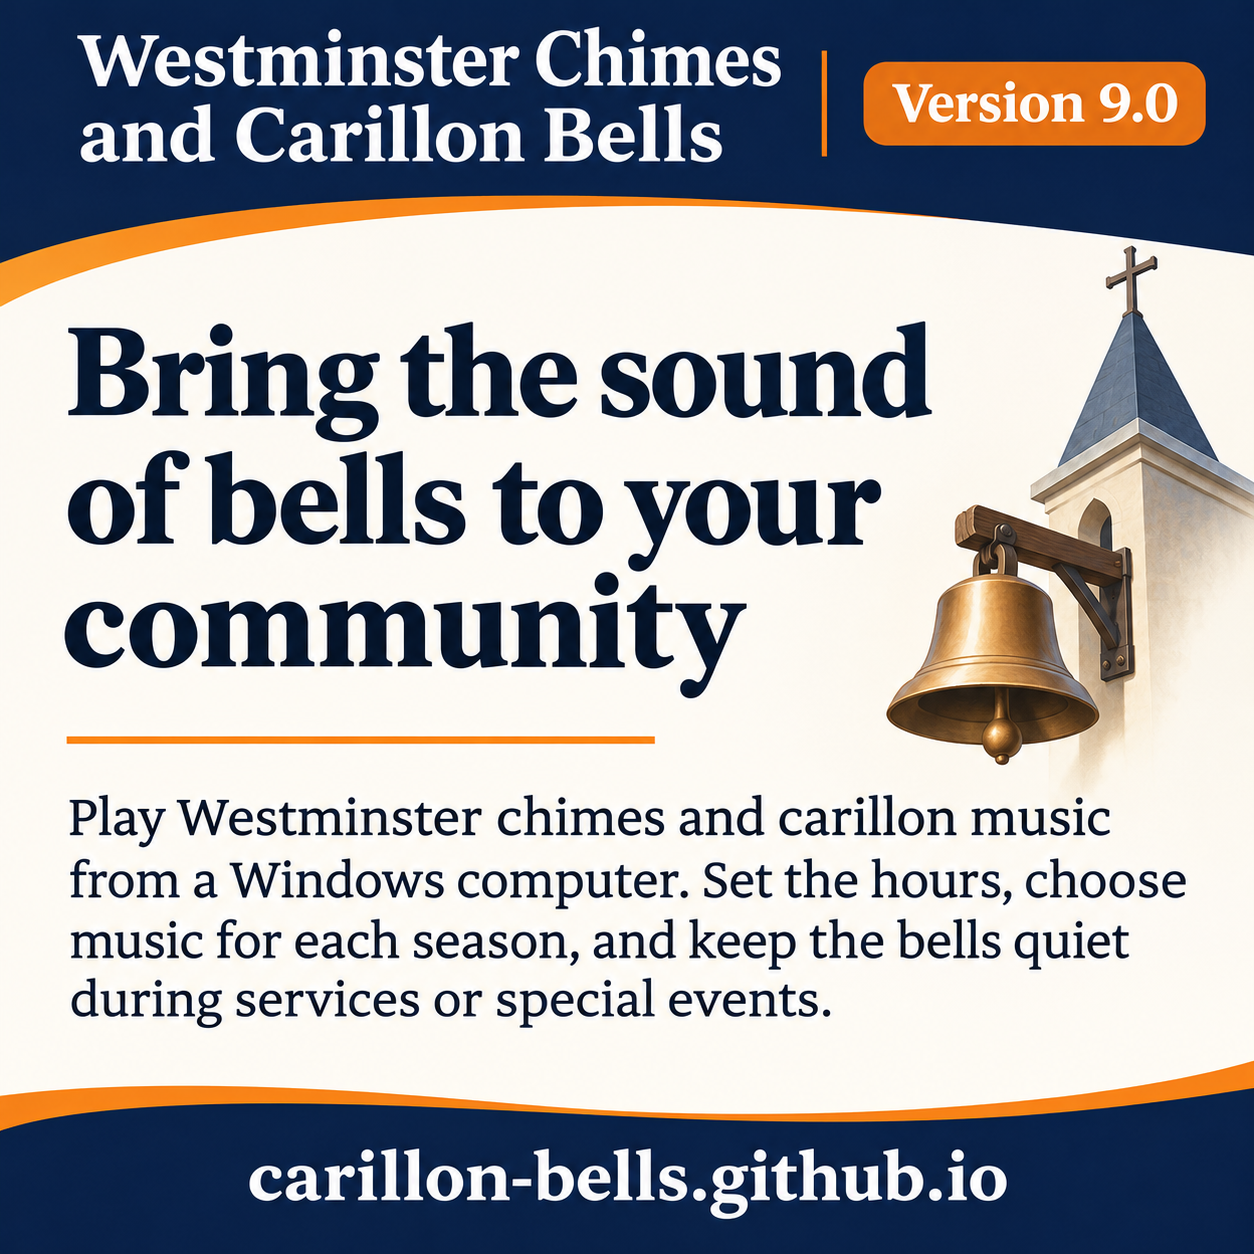 Westminster Chimes
and Carillon Bells
Version 9.0
Bring the sound
of bells to your
community
Play Westminster chimes and carillon music
from a Windows computer. Set the hours, choose
music for each season, and keep the bells quiet
during services or special events.
carillon-bells.github.io